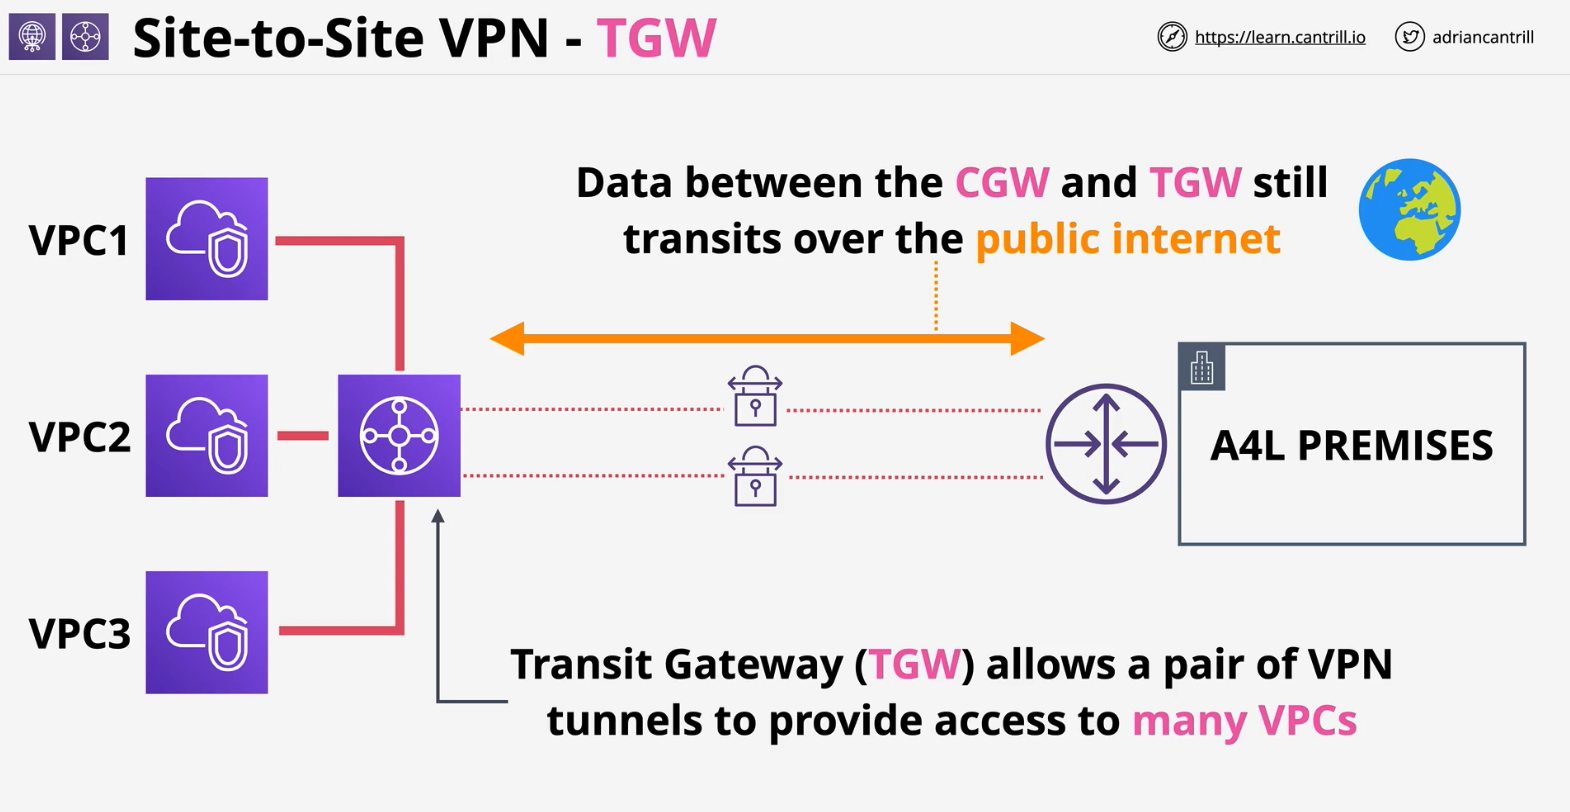 Site-to-Site VPN - TGW
https://learn.cantrill.io
adriancantrill
Data between the CGW and TGW still
transits over the public internet
VPC1
VPC2
A4L PREMISES
VPC3
Transit Gateway (TGW) allows a pair of VPN
tunnels to provide access to many VPCs